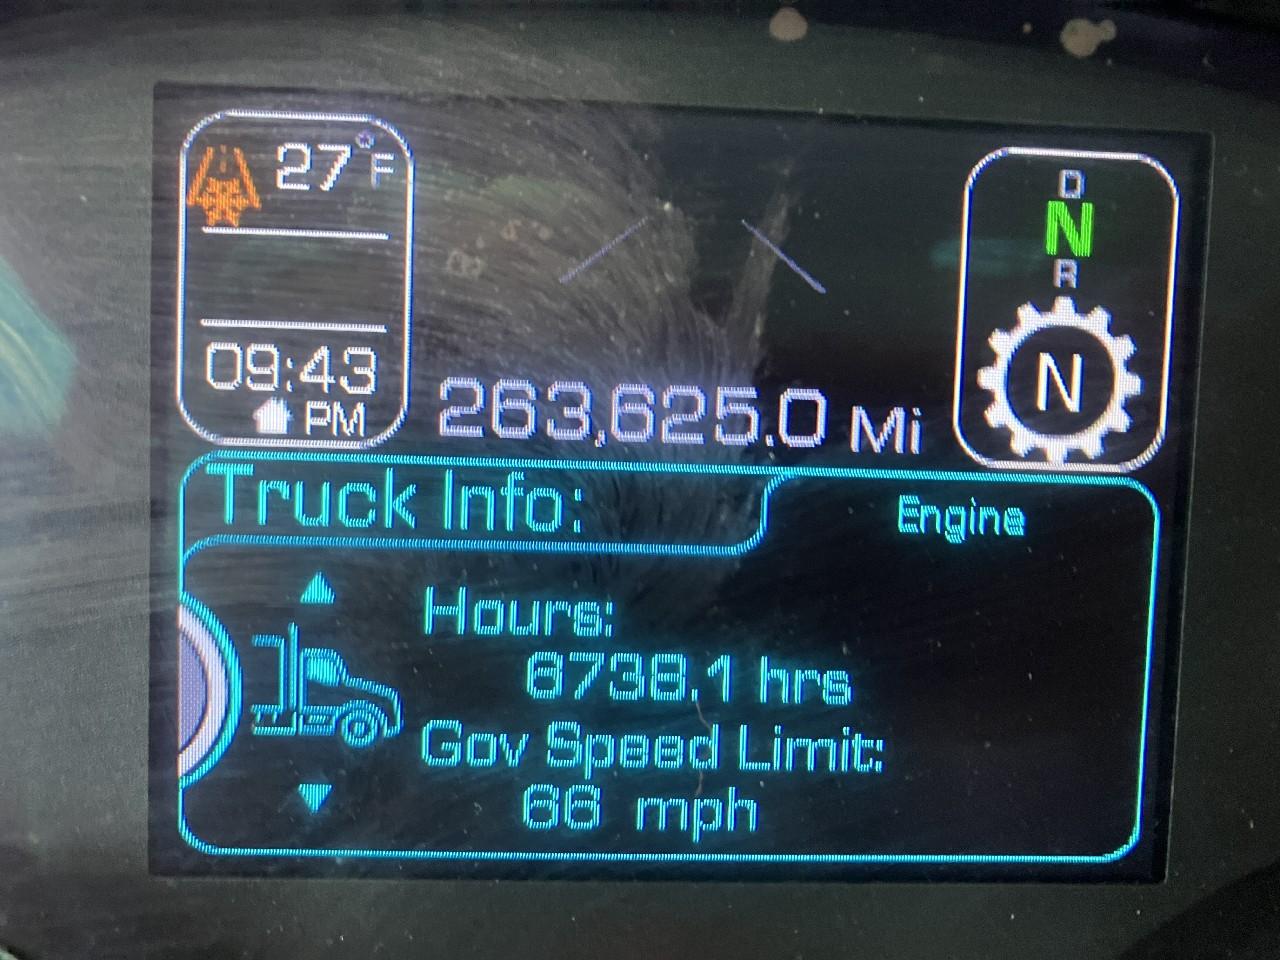 27°F
09:43
PM
263,625.0 Mi
D
N
R
N
Truck Info:
Engine
Hours:
6738.1 hrs
Gov Speed Limit:
66 mph